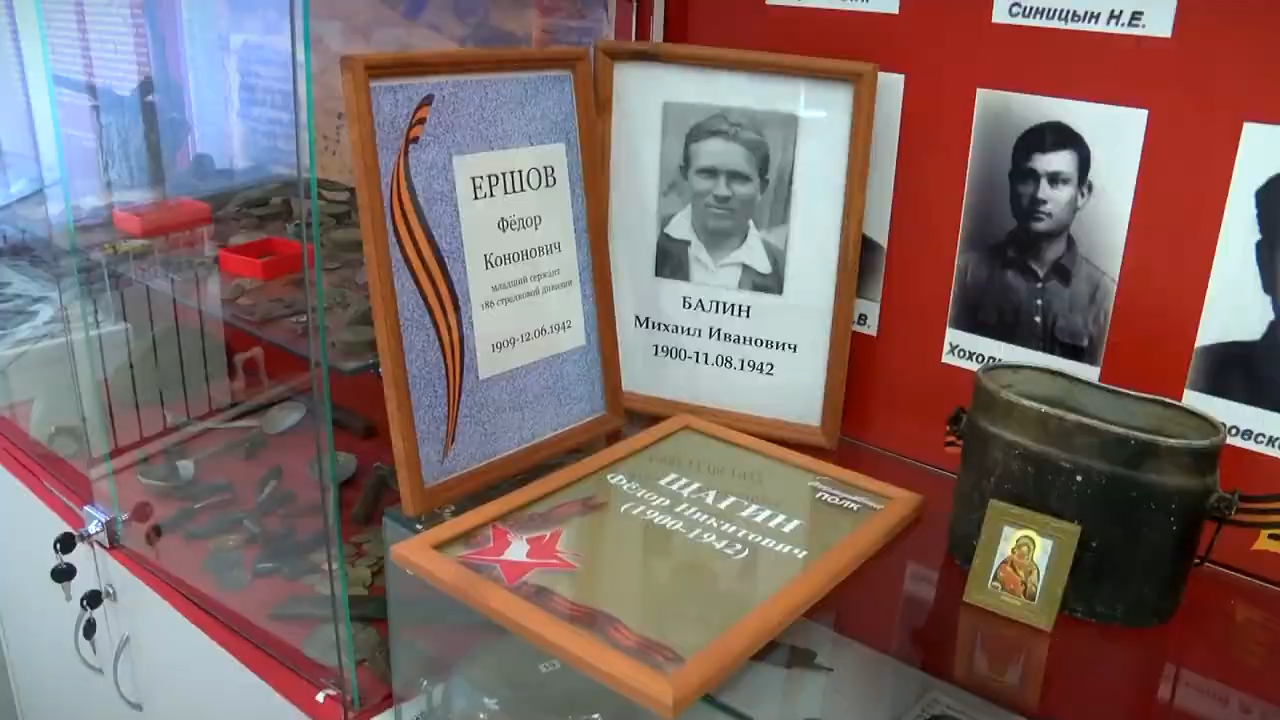 Синицын Н.Е.
ЕРШОВ
Фёдор
Кононович
младший сержант
186 стрелковой дивизии
1909-12.06.1942
БАЛИН
Михаил Иванович
1900-11.08.1942
.В.
ПОЛК
ЩАГИН
Фёдор Никитович
(1900-1942)